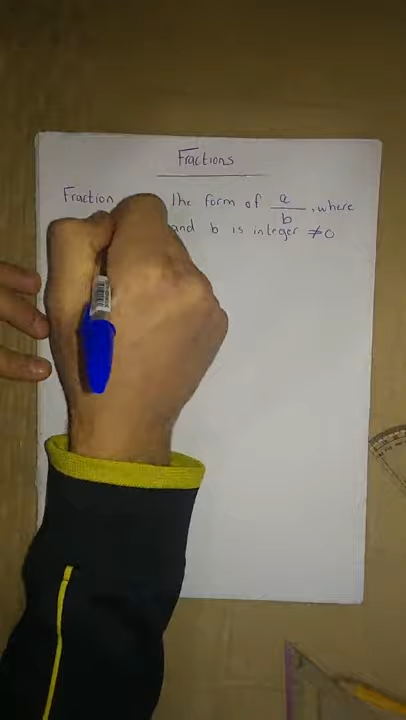 Fractions
Fraction the form of a/b, where
and b is integer ≠0